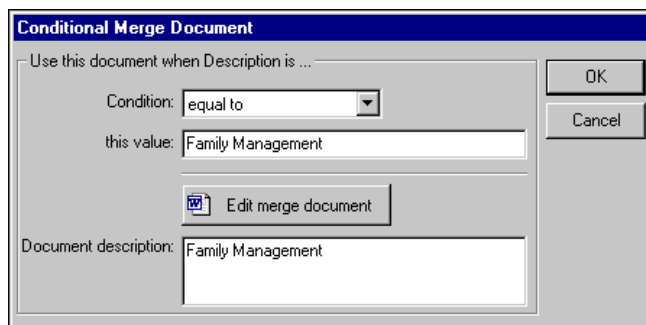 Conditional Merge Document
Use this document when Description is ...
OK
Condition: equal to
Cancel
this value: Family Management
Edit merge document
Document description: Family Management